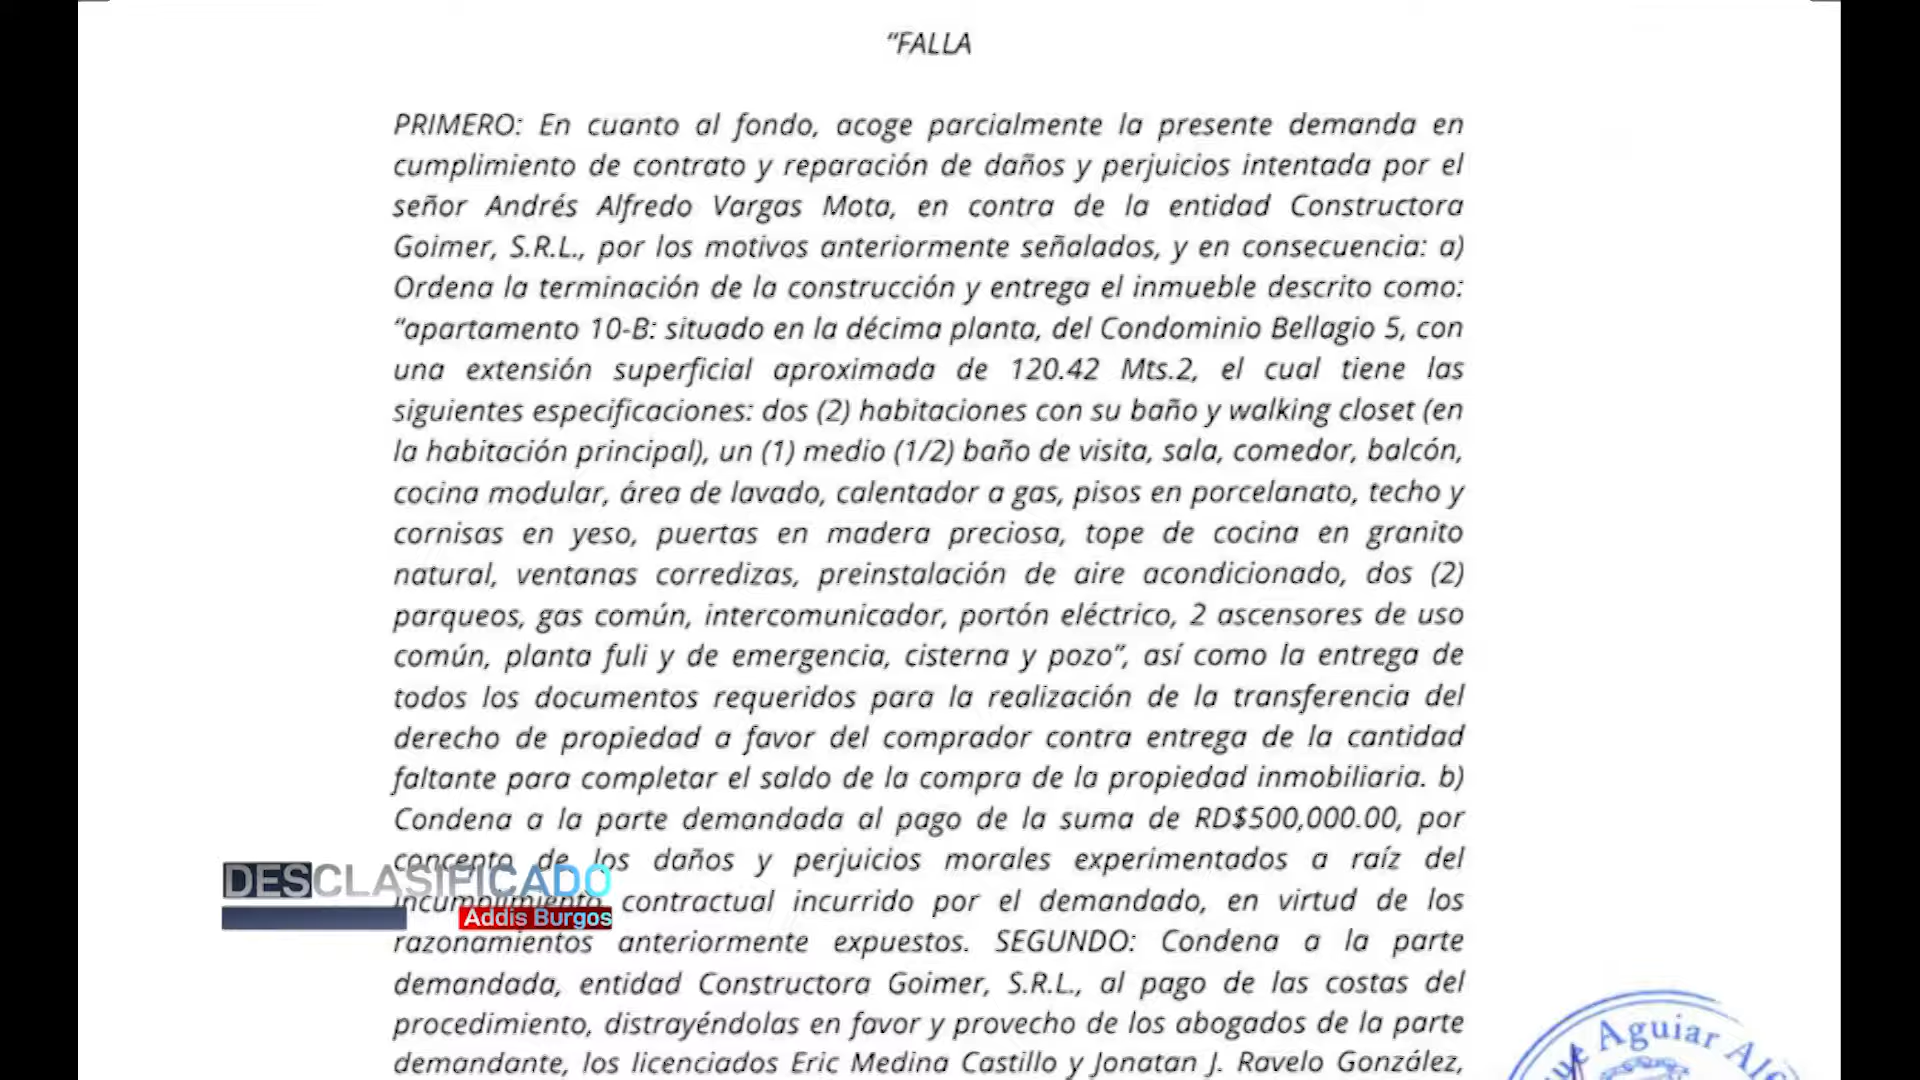 “FALLA
PRIMERO: En cuanto al fondo, acoge parcialmente la presente demanda en
cumplimiento de contrato y reparación de daños y perjuicios intentada por el
señor Andrés Alfredo Vargas Mota, en contra de la entidad Constructora
Goimer, S.R.L., por los motivos anteriormente señalados, y en consecuencia: a)
Ordena la terminación de la construcción y entrega el inmueble descrito como:
“apartamento 10-B: situado en la décima planta, del Condominio Bellagio 5, con
una extensión superficial aproximada de 120.42 Mts.2, el cual tiene las
siguientes especificaciones: dos (2) habitaciones con su baño y walking closet (en
la habitación principal), un (1) medio (1/2) baño de visita, sala, comedor, balcón,
cocina modular, área de lavado, calentador a gas, pisos en porcelanato, techo y
cornisas en yeso, puertas en madera preciosa, tope de cocina en granito
natural, ventanas corredizas, preinstalación de aire acondicionado, dos (2)
parqueos, gas común, intercomunicador, portón eléctrico, 2 ascensores de uso
común, planta fuli y de emergencia, cisterna y pozo”, así como la entrega de
todos los documentos requeridos para la realización de la transferencia del
derecho de propiedad a favor del comprador contra entrega de la cantidad
faltante para completar el saldo de la compra de la propiedad inmobiliaria. b)
Condena a la parte demandada al pago de la suma de RD$500,000.00, por
concepto de los daños y perjuicios morales experimentados a raíz del
incumplimiento contractual incurrido por el demandado, en virtud de los
razonamientos anteriormente expuestos. SEGUNDO: Condena a la parte
demandada, entidad Constructora Goimer, S.R.L., al pago de las costas del
procedimiento, distrayéndolas en favor y provecho de los abogados de la parte
demandante, los licenciados Eric Medina Castillo y Jonatan J. Ravelo González,
DESCLASIFICADO
Addis Burgos
Aguiar